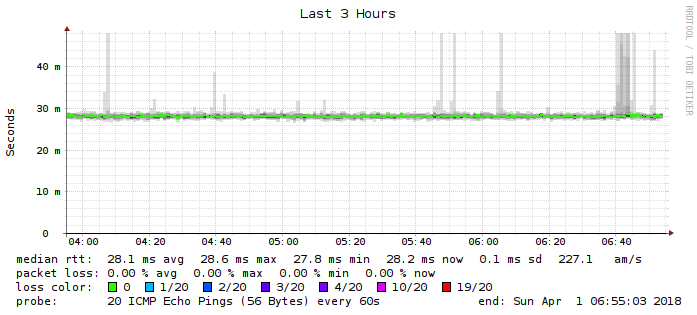 Last 3 Hours
RRDTOOL / TOBI OETIKER
Seconds
40 m
30 m
20 m
10 m
0
04:00 04:20 04:40 05:00 05:20 05:40 06:00 06:20 06:40
median rtt: 28.1 ms avg 28.6 ms max 27.8 ms min 28.2 ms now 0.1 ms sd 227.1 am/s
packet loss: 0.00 % avg 0.00 % max 0.00 % min 0.00 % now
loss color: 0 1/20 2/20 3/20 4/20 10/20 19/20
probe: 20 ICMP Echo Pings (56 Bytes) every 60s end: Sun Apr 1 06:55:03 2018